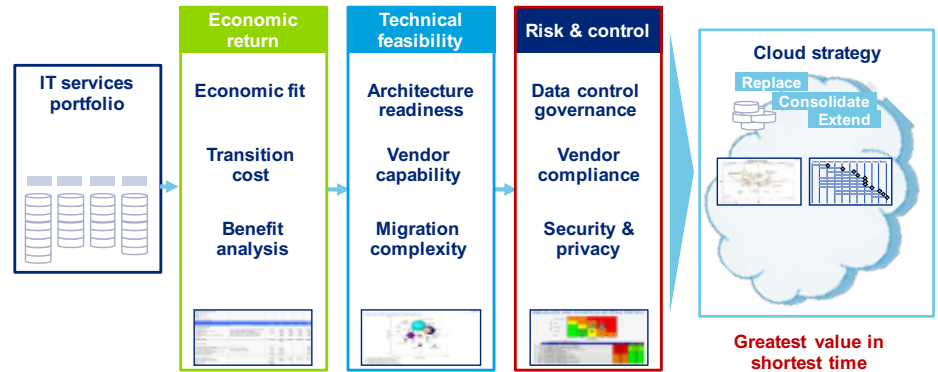 IT services
portfolio
Economic
return
Economic fit
Transition
cost
Benefit
analysis
Technical
feasibility
Architecture
readiness
Vendor
capability
Migration
complexity
Risk & control
Data control
governance
Vendor
compliance
Security &
privacy
Cloud strategy
Replace
Consolidate
Extend
Greatest value in
shortest time